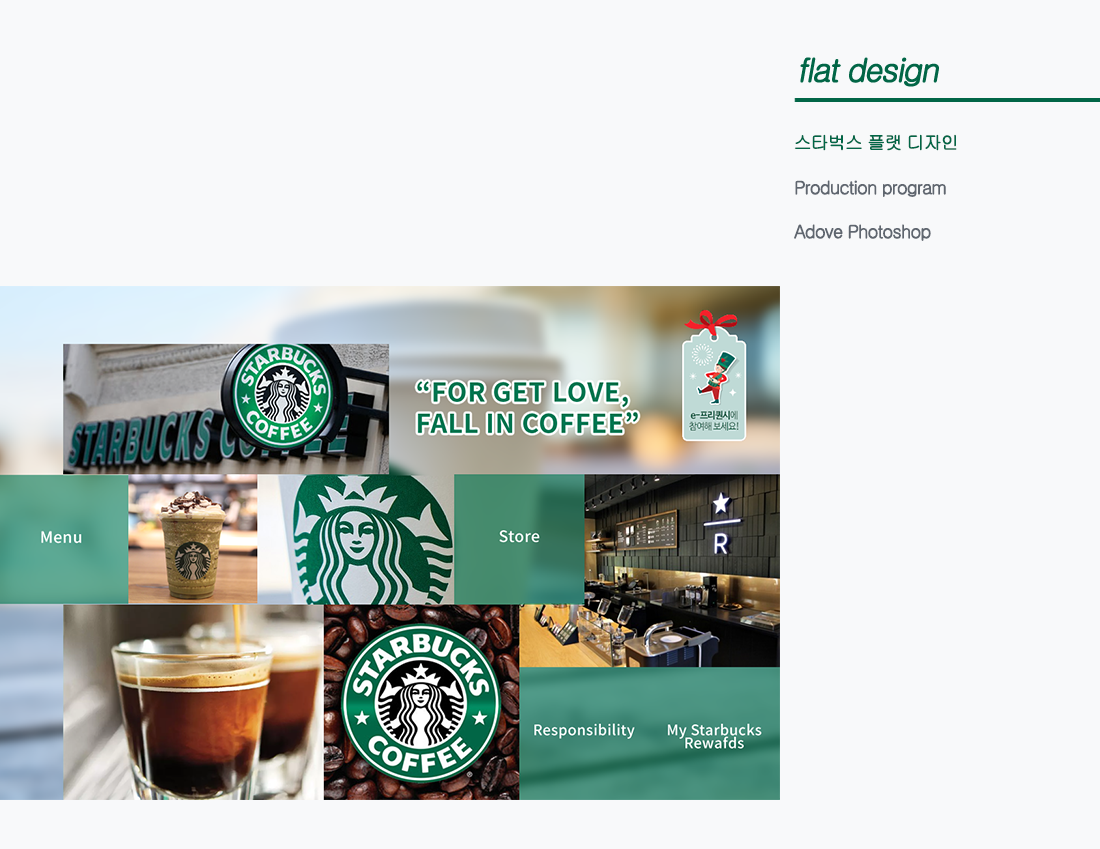 flat design
스타벅스 플랫 디자인
Production program
Adove Photoshop
“FOR GET LOVE,
FALL IN COFFEE”
e-프리퀀시에
참여해 보세요!
STARBUCKS
COFFEE
STARBUCKS COFFEE
Menu
Store
R
STARBUCKS
COFFEE
®
Responsibility
My Starbucks
Rewafds